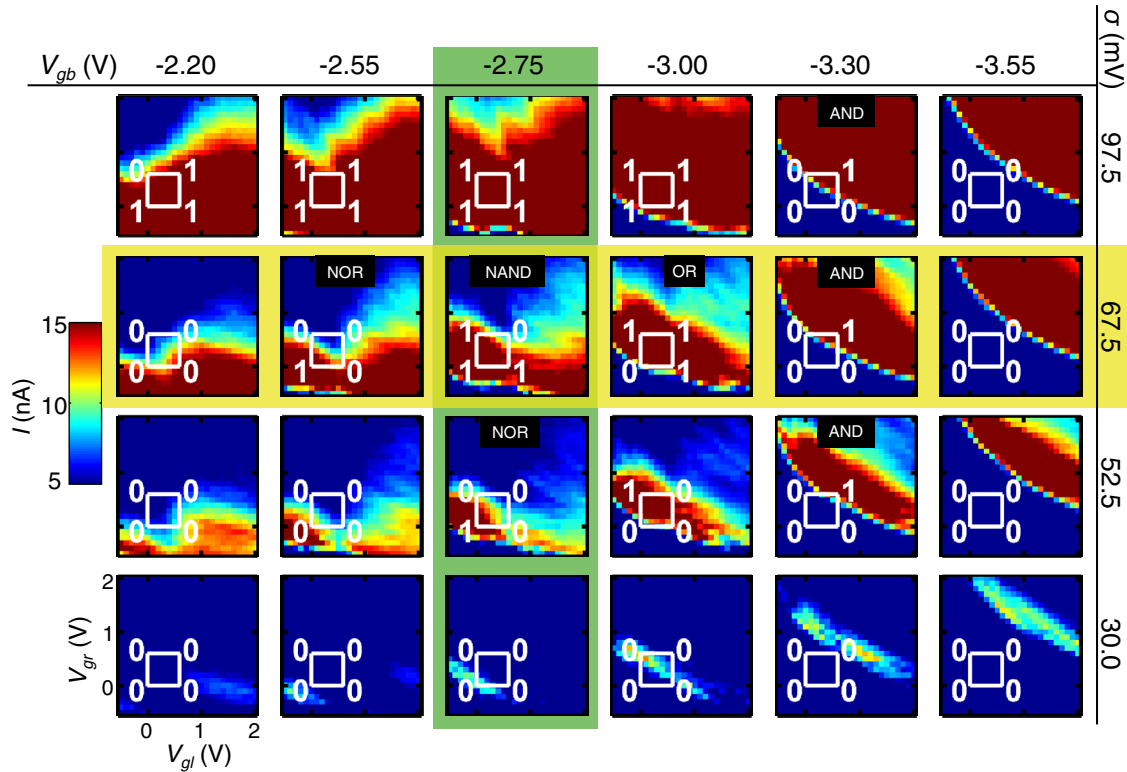 σ (mV)
V_gb (V) -2.20 -2.55 -2.75 -3.00 -3.30 -3.55
AND
97.5
0 1 1 1 1 1 1 1 0 1 0 0
1 1 1 1 1 1 1 1 0 0 0 0
NOR NAND OR AND
67.5
0 0 0 0 1 0 1 1 0 1 0 0
0 1 1 0 1 1 0 1 0 0 0 0
15
10
5
I (nA)
NOR AND
52.5
0 0 0 0 0 0 1 0 0 1 0 0
0 0 0 0 1 0 0 1 0 0 0 0
30.0
2
1
0
V_gr (V)
0 0 0 0 0 0 0 0 0 0 0 0
0 0 0 0 0 0 0 0 0 0 0 0
0 1 2
V_gl (V)